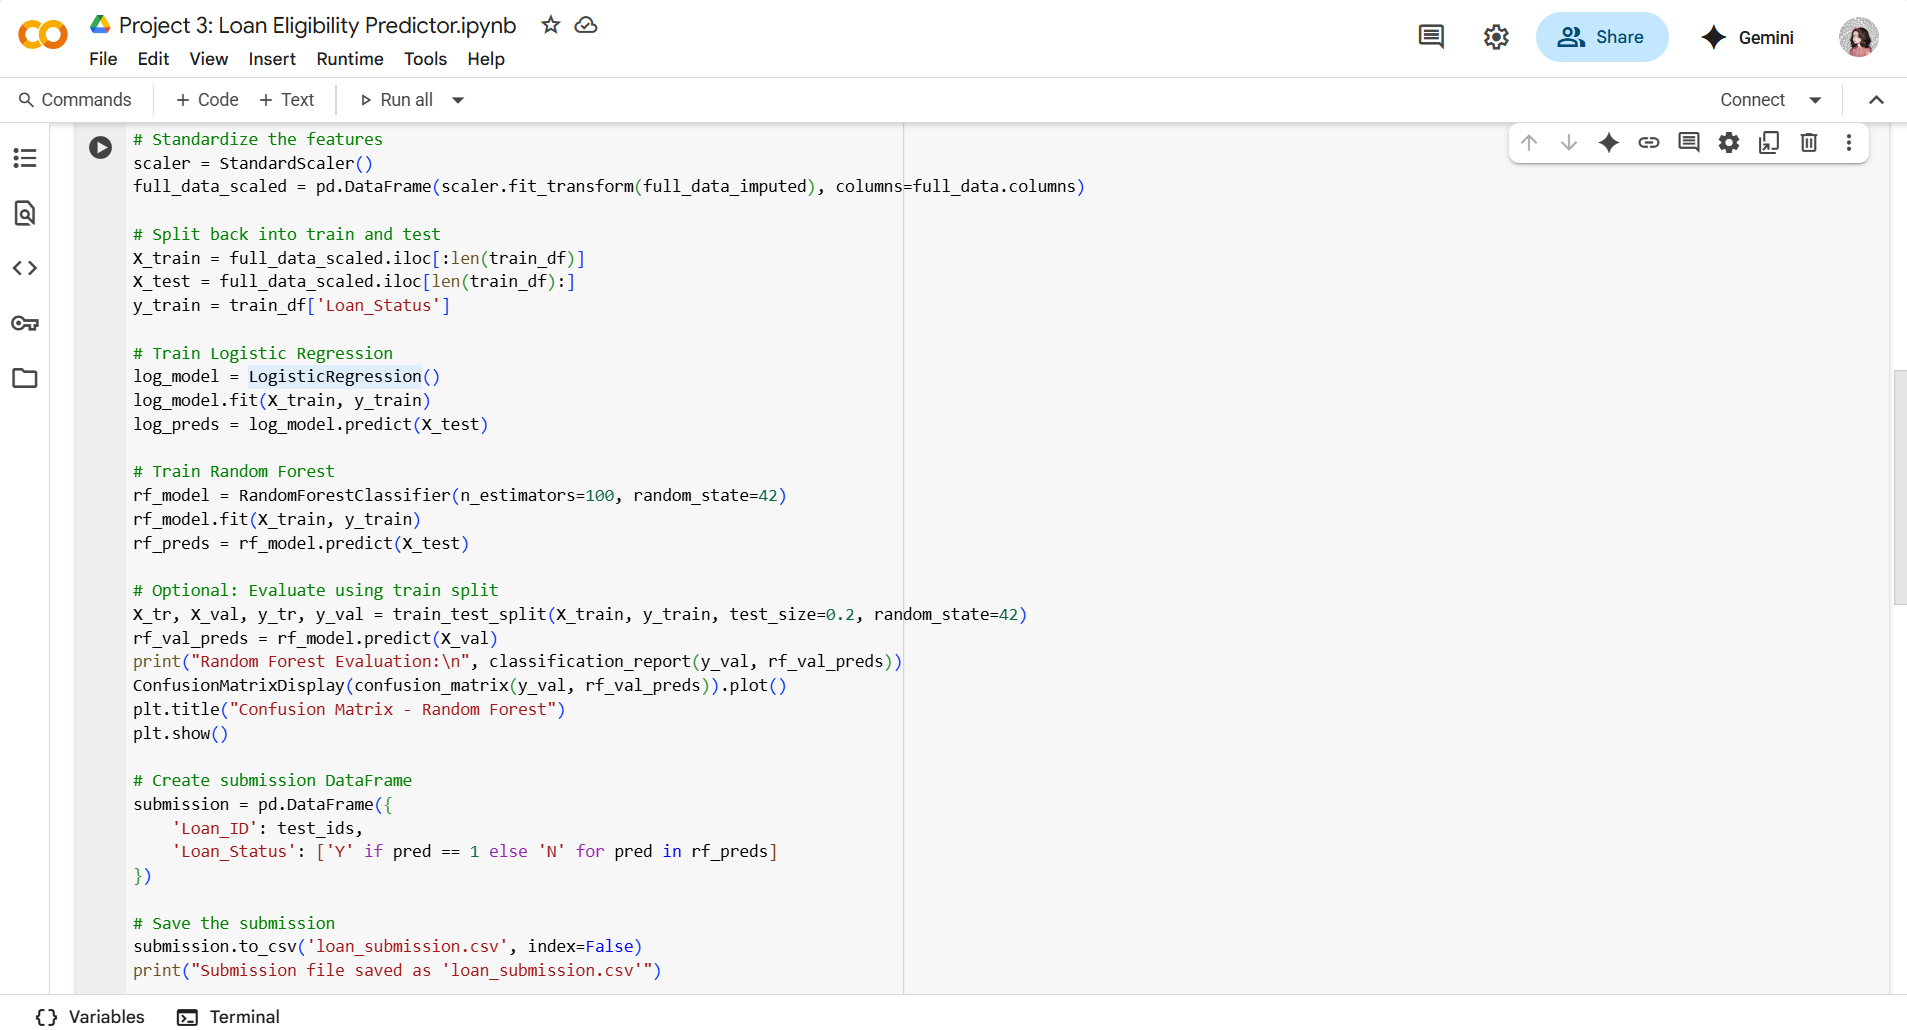 Project 3: Loan Eligibility Predictor.ipynb
File Edit View Insert Runtime Tools Help
Share
Gemini
Commands + Code + Text Run all
Connect
# Standardize the features
scaler = StandardScaler()
full_data_scaled = pd.DataFrame(scaler.fit_transform(full_data_imputed), columns=full_data.columns)
# Split back into train and test
X_train = full_data_scaled.iloc[:len(train_df)]
X_test = full_data_scaled.iloc[len(train_df):]
y_train = train_df['Loan_Status']
# Train Logistic Regression
log_model = LogisticRegression()
log_model.fit(X_train, y_train)
log_preds = log_model.predict(X_test)
# Train Random Forest
rf_model = RandomForestClassifier(n_estimators=100, random_state=42)
rf_model.fit(X_train, y_train)
rf_preds = rf_model.predict(X_test)
# Optional: Evaluate using train split
X_tr, X_val, y_tr, y_val = train_test_split(X_train, y_train, test_size=0.2, random_state=42)
rf_val_preds = rf_model.predict(X_val)
print("Random Forest Evaluation:\n", classification_report(y_val, rf_val_preds))
ConfusionMatrixDisplay(confusion_matrix(y_val, rf_val_preds)).plot()
plt.title("Confusion Matrix - Random Forest")
plt.show()
# Create submission DataFrame
submission = pd.DataFrame({
    'Loan_ID': test_ids,
    'Loan_Status': ['Y' if pred == 1 else 'N' for pred in rf_preds]
})
# Save the submission
submission.to_csv('loan_submission.csv', index=False)
print("Submission file saved as 'loan_submission.csv'")
Variables Terminal